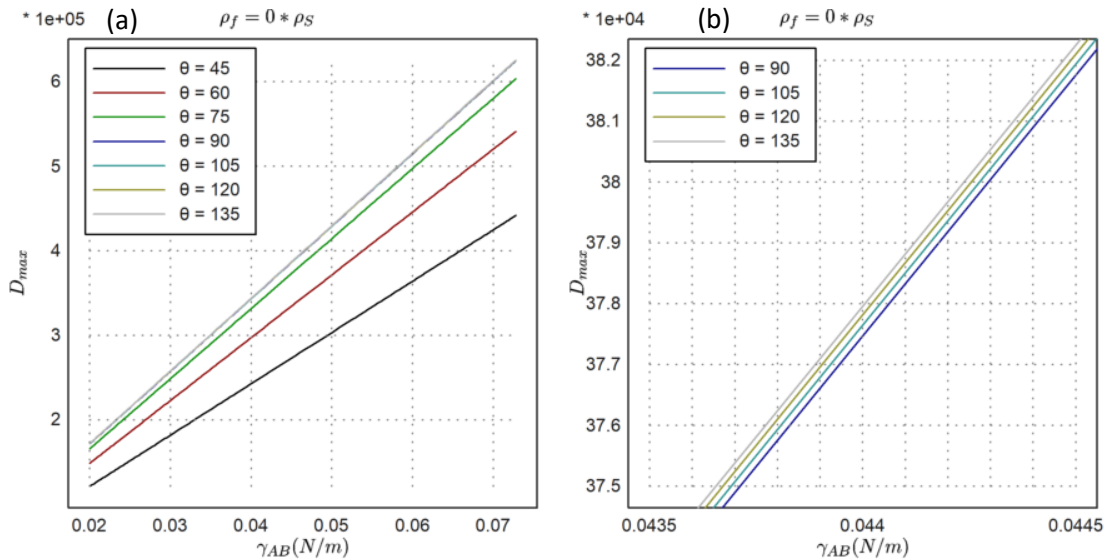 * 1e+05 (a) ρ_f = 0 * ρ_S
D_max
6
5
4
3
2
θ = 45
θ = 60
θ = 75
θ = 90
θ = 105
θ = 120
θ = 135
0.02 0.03 0.04 0.05 0.06 0.07
γ_AB(N/m)
* 1e+04 (b) ρ_f = 0 * ρ_S
D_max
38.2
38.1
38
37.9
37.8
37.7
37.6
37.5
θ = 90
θ = 105
θ = 120
θ = 135
0.0435 0.044 0.0445
γ_AB(N/m)